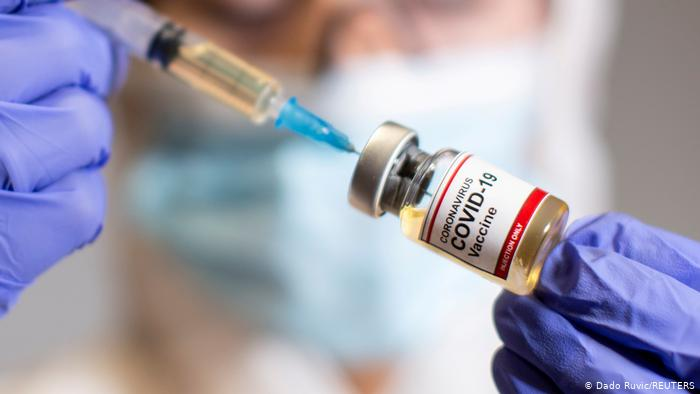 CORONAVIRUS
COVID-19
Vaccine
INJECTION ONLY
© Dado Ruvic/REUTERS